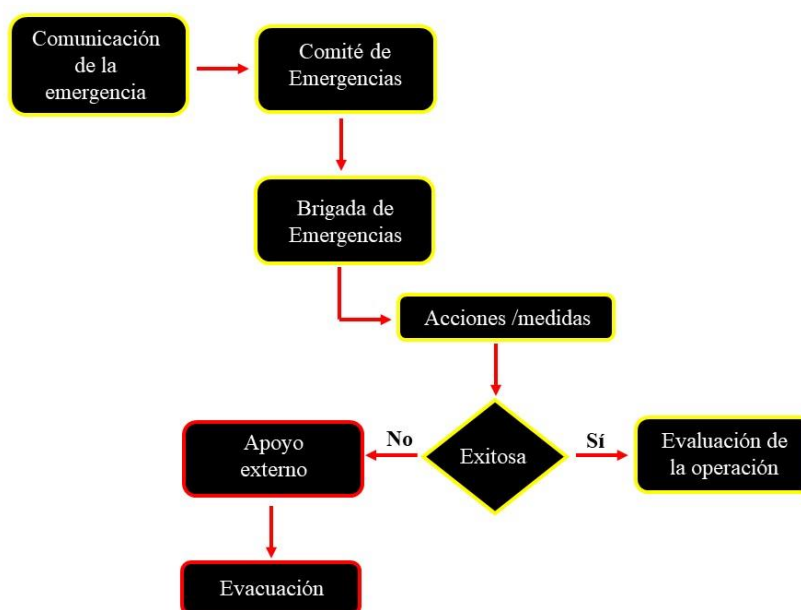 Comunicación
de la
emergencia
Comité de
Emergencias
Brigada de
Emergencias
Acciones /medidas
Exitosa
No
Sí
Apoyo
externo
Evaluación de
la operación
Evacuación